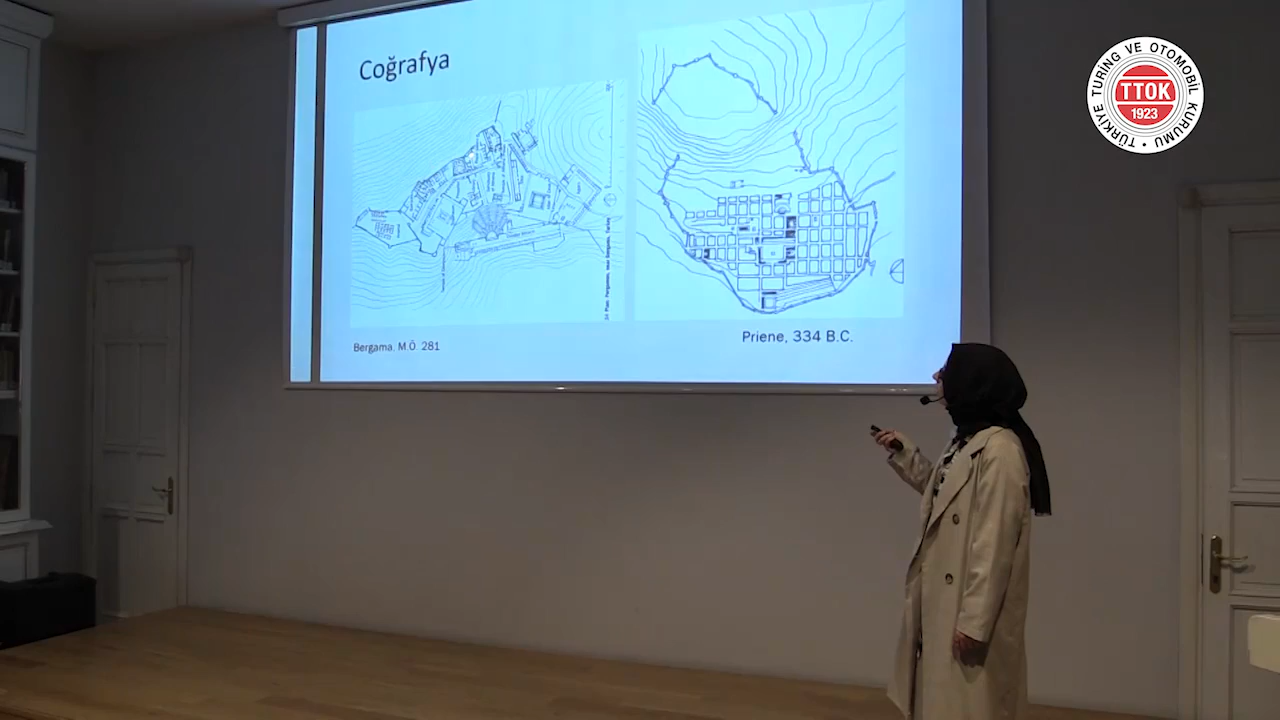 Coğrafya
Bergama. M.Ö. 281
Priene, 334 B.C.
TÜRKİYE TURİNG VE OTOMOBİL KURUMU
TTOK
1923